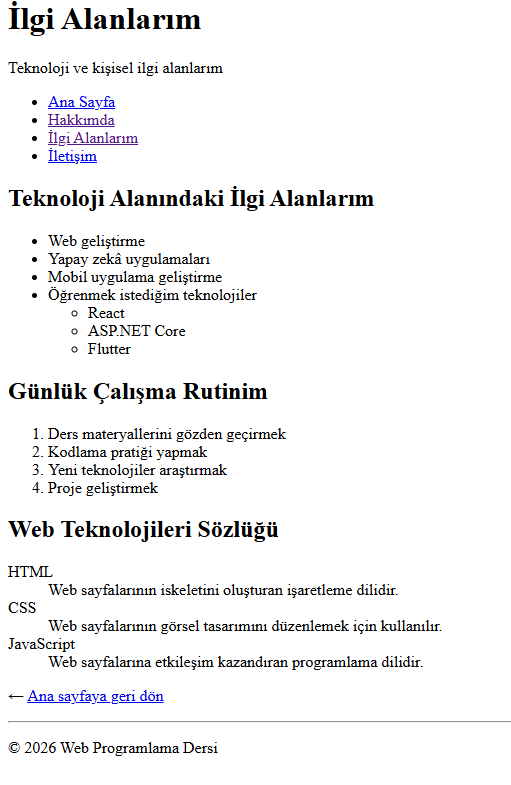 İlgi Alanlarım
Teknoloji ve kişisel ilgi alanlarım
Ana Sayfa
Hakkımda
İlgi Alanlarım
İletişim
Teknoloji Alanındaki İlgi Alanlarım
Web geliştirme
Yapay zekâ uygulamaları
Mobil uygulama geliştirme
Öğrenmek istediğim teknolojiler
React
ASP.NET Core
Flutter
Günlük Çalışma Rutinim
1. Ders materyallerini gözden geçirmek
2. Kodlama pratiği yapmak
3. Yeni teknolojiler araştırmak
4. Proje geliştirmek
Web Teknolojileri Sözlüğü
HTML
Web sayfalarının iskeletini oluşturan işaretleme dilidir.
CSS
Web sayfalarının görsel tasarımını düzenlemek için kullanılır.
JavaScript
Web sayfalarına etkileşim kazandıran programlama dilidir.
← Ana sayfaya geri dön
© 2026 Web Programlama Dersi